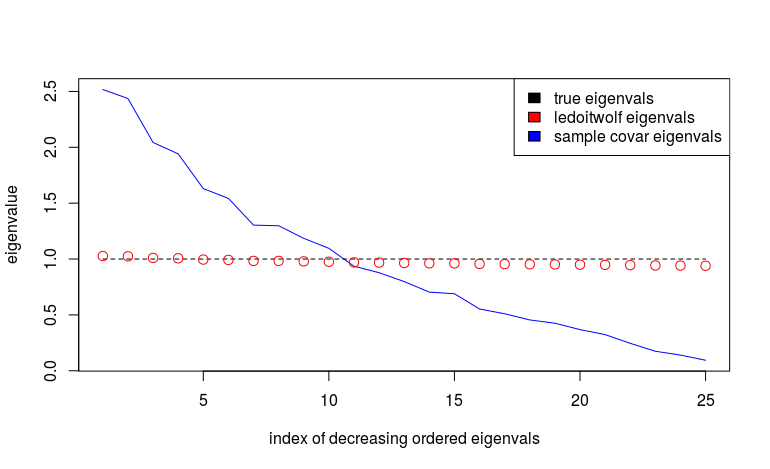 true eigenvals
ledoitwolf eigenvals
sample covar eigenvals
eigenvalue
2.5
2.0
1.5
1.0
0.5
0.0
5 10 15 20 25
index of decreasing ordered eigenvals